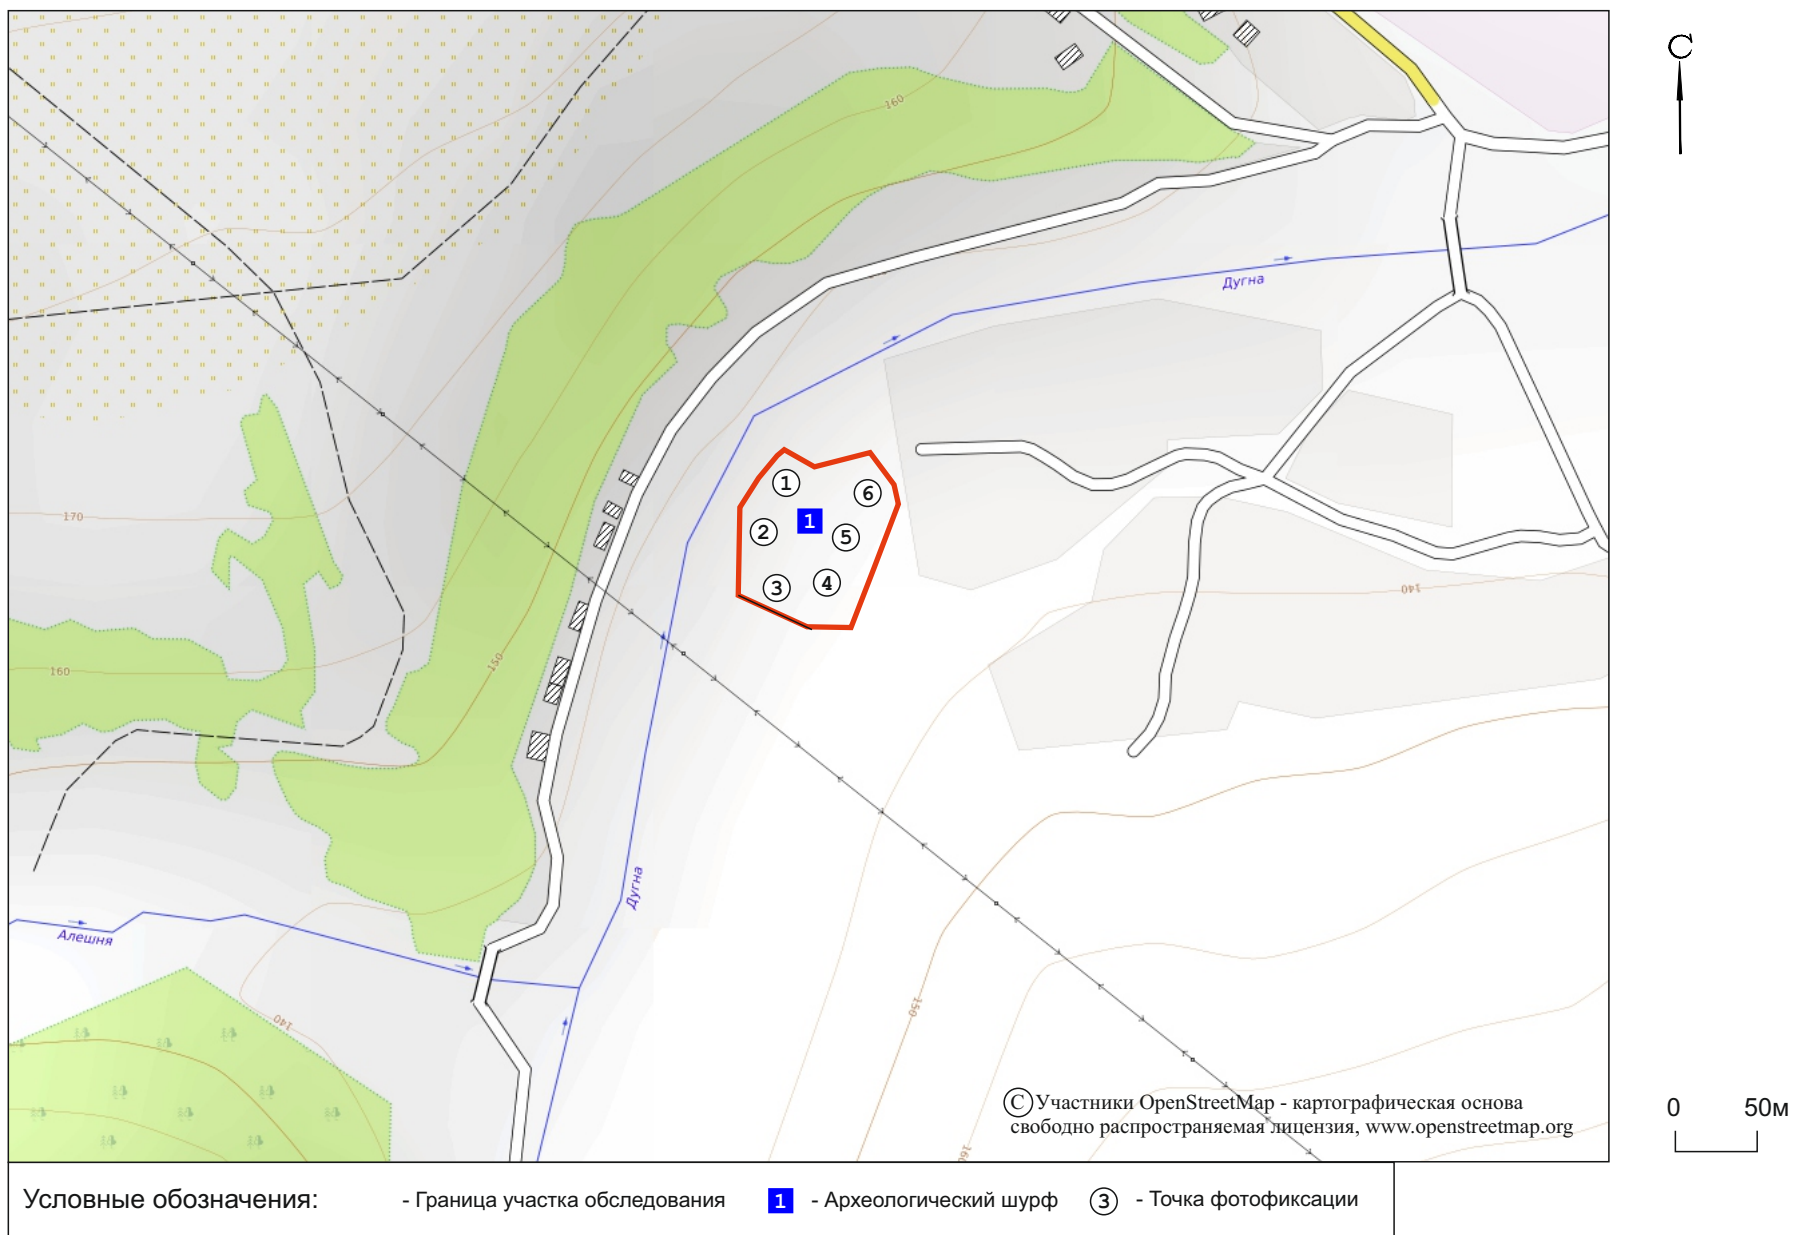 С
160
Дугна
170
140
160
150
Дугна
Алешня
150
140
160
1
6
1
2
5
3
4
С Участники OpenStreetMap - картографическая основа
свободно распространяемая лицензия, www.openstreetmap.org
0 50м
Условные обозначения: - Граница участка обследования 1 - Археологический шурф 3 - Точка фотофиксации